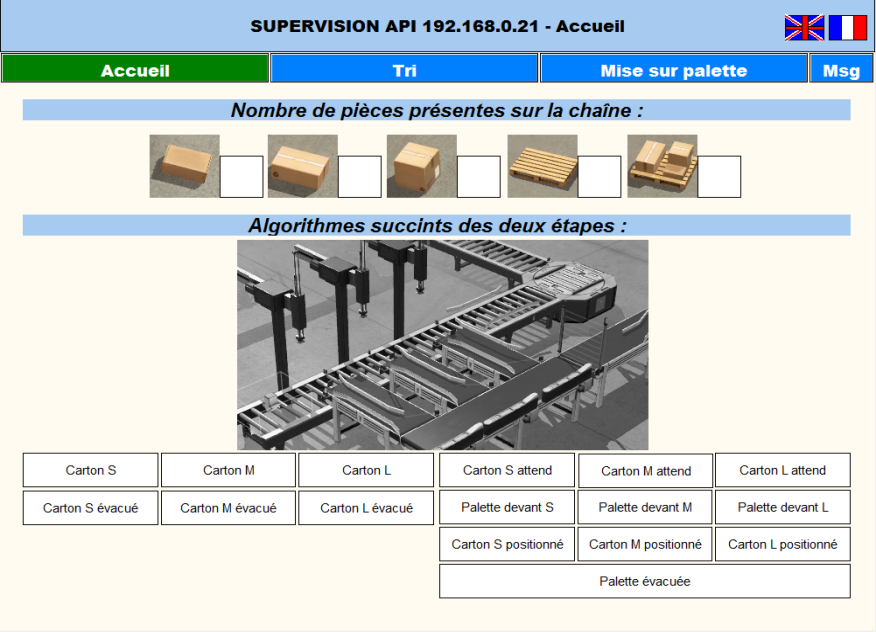 SUPERVISION API 192.168.0.21 - Accueil
Accueil Tri Mise sur palette Msg
Nombre de pièces présentes sur la chaîne :
Algorithmes succints des deux étapes :
Carton S Carton M Carton L Carton S attend Carton M attend Carton L attend
Carton S évacué Carton M évacué Carton L évacué Palette devant S Palette devant M Palette devant L
Carton S positionné Carton M positionné Carton L positionné
Palette évacuée